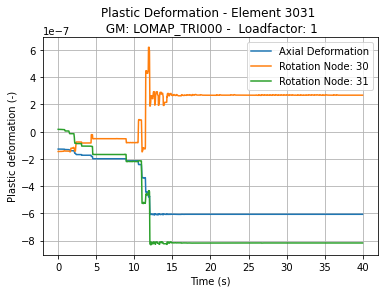 Plastic Deformation - Element 3031
GM: LOMAP_TRI000 - Loadfactor: 1
1e−7
Axial Deformation
Rotation Node: 30
Rotation Node: 31
6
4
2
0
−2
−4
−6
−8
Plastic deformation (-)
0 5 10 15 20 25 30 35 40
Time (s)